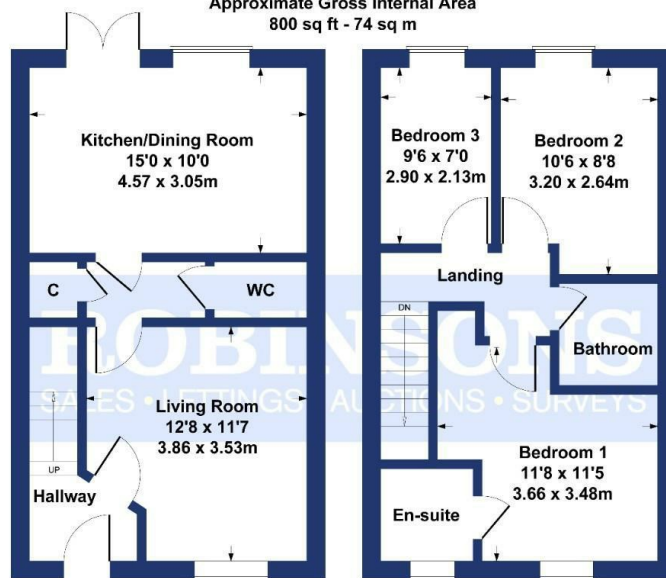 Approximate Gross Internal Area
800 sq ft - 74 sq m
Kitchen/Dining Room
15'0 x 10'0
4.57 x 3.05m
C
WC
Living Room
12'8 x 11'7
3.86 x 3.53m
UP
Hallway
Bedroom 3
9'6 x 7'0
2.90 x 2.13m
Bedroom 2
10'6 x 8'8
3.20 x 2.64m
Landing
DN
Bathroom
Bedroom 1
11'8 x 11'5
3.66 x 3.48m
En-suite
ROBINSONS
SALES • LETTINGS • AUCTIONS • SURVEYS